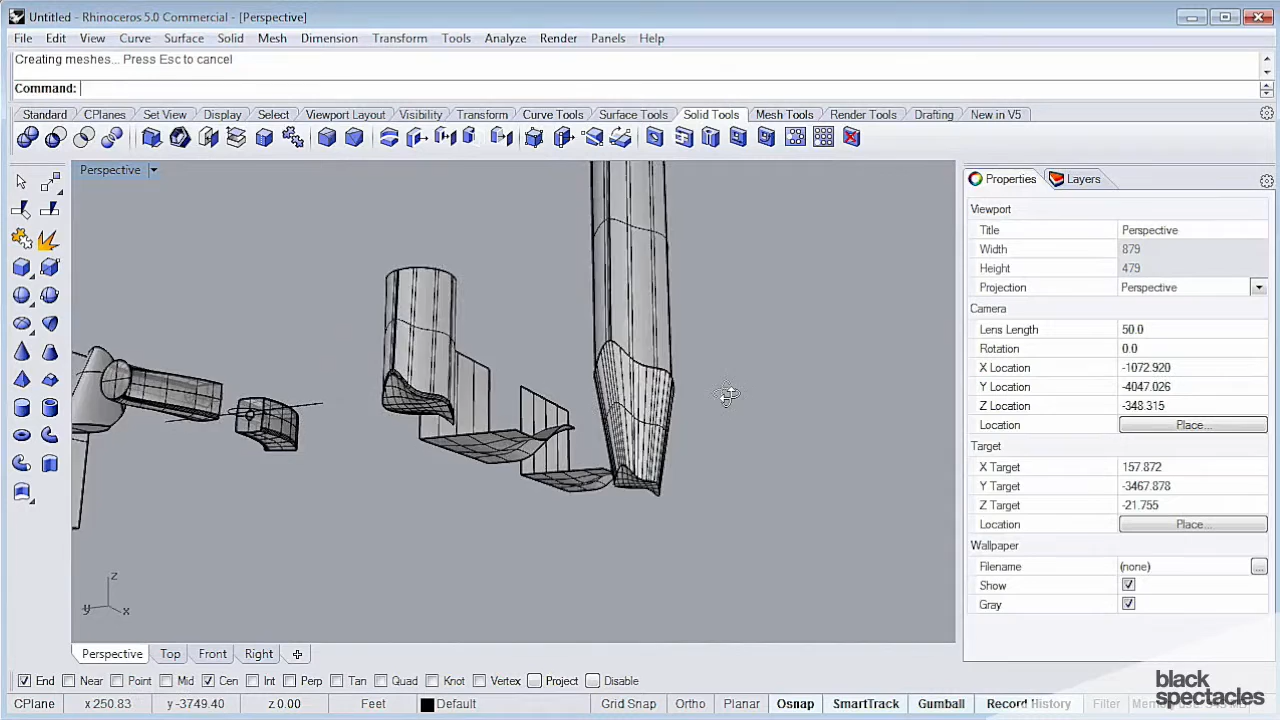 Untitled - Rhinoceros 5.0 Commercial - [Perspective]
File Edit View Curve Surface Solid Mesh Dimension Transform Tools Analyze Render Panels Help
Creating meshes... Press Esc to cancel
Command:
Standard CPlanes Set View Display Select Viewport Layout Visibility Transform Curve Tools Surface Tools Solid Tools Mesh Tools Render Tools Drafting New in V5
Perspective
Properties Layers
Viewport
Title Perspective
Width 879
Height 479
Projection Perspective
Camera
Lens Length 50.0
Rotation 0.0
X Location -1072.920
Y Location -4047.026
Z Location -348.315
Location Place...
Target
X Target 157.872
Y Target -3467.878
Z Target -21.755
Location Place...
Wallpaper
Filename (none) ...
Show
Gray
z
y x
Perspective Top Front Right
End Near Point Mid Cen Int Perp Tan Quad Knot Vertex Project Disable
CPlane x 250.83 y -3749.40 z 0.00 Feet Default Grid Snap Ortho Planar Osnap SmartTrack Gumball Record History Filter
black
spectacles